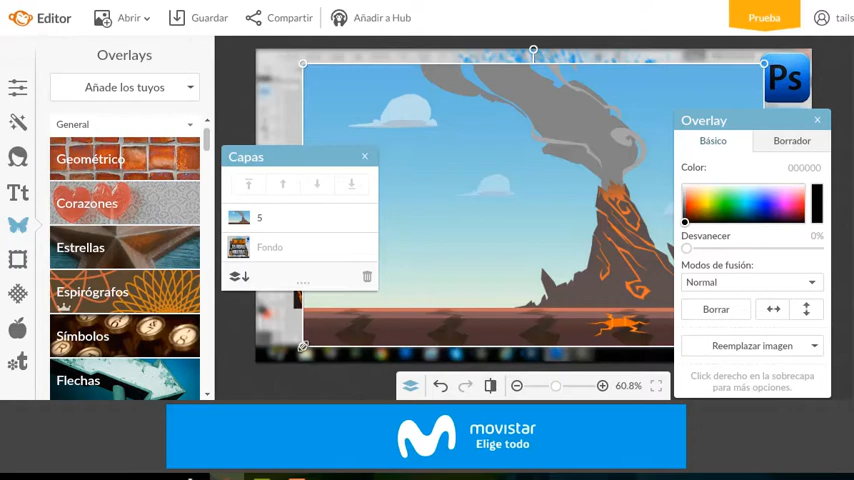 Editor
Abrir
Guardar
Compartir
Añadir a Hub
Prueba
tails
Overlays
Añade los tuyos
General
Geométrico
Corazones
Estrellas
Espirógrafos
Símbolos
Flechas
Tt
Capas
5
Fondo
Ps
Overlay
Básico
Borrador
Color:
000000
Desvanecer
0%
Modos de fusión:
Normal
Borrar
Reemplazar imagen
Click derecho en la sobrecapa
para más opciones.
60.8%
movistar
Elige todo